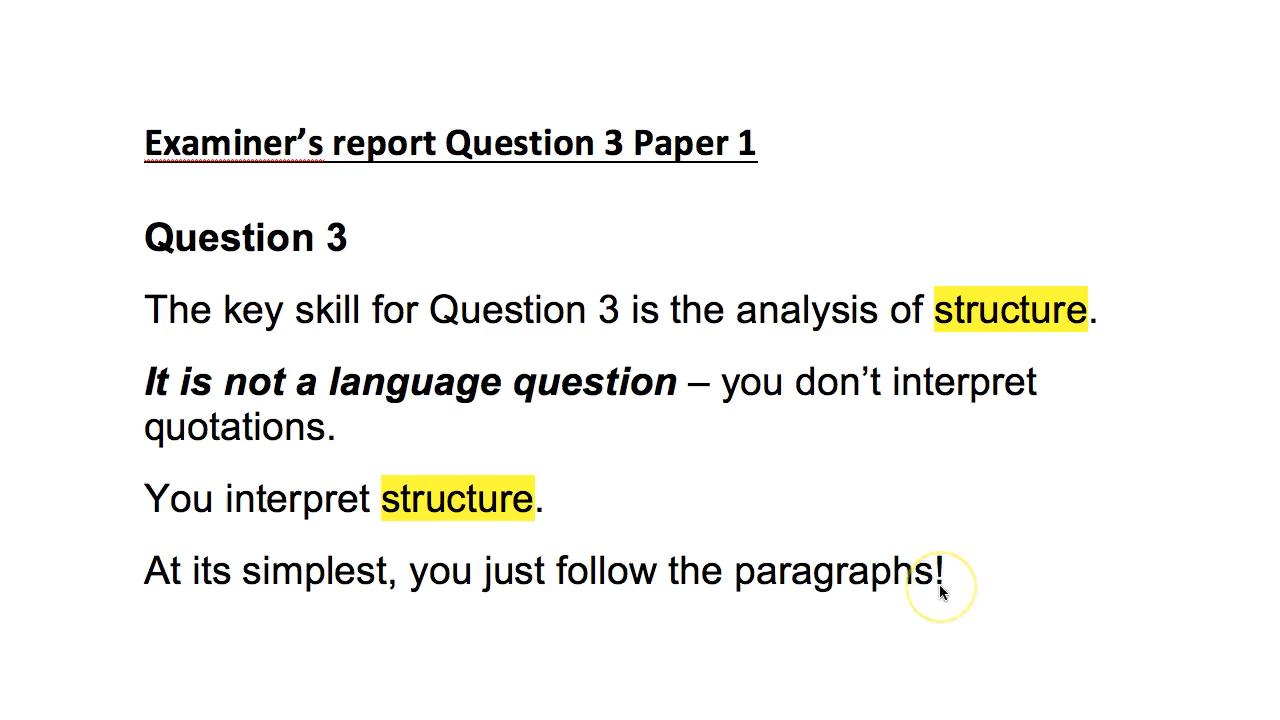 Examiner’s report Question 3 Paper 1
Question 3
The key skill for Question 3 is the analysis of structure.
It is not a language question – you don’t interpret
quotations.
You interpret structure.
At its simplest, you just follow the paragraphs!